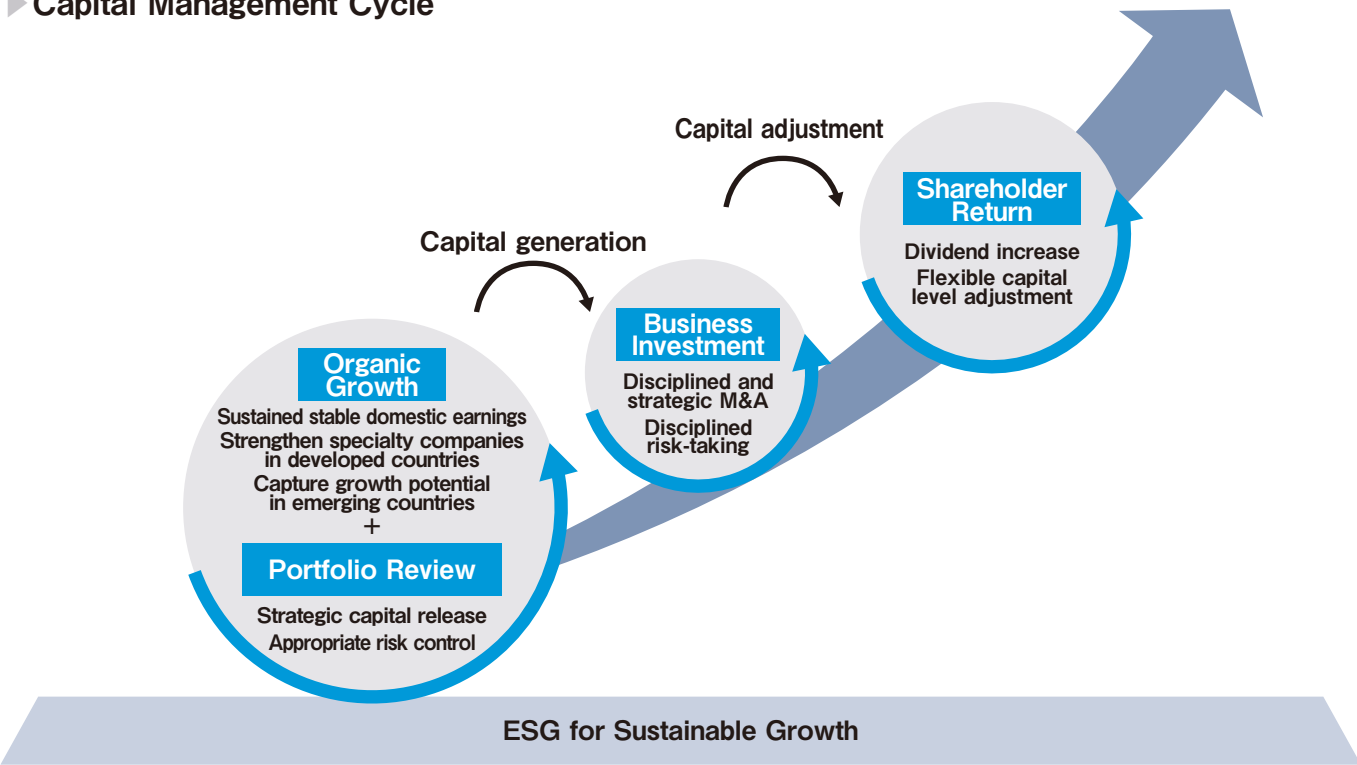 Capital Management Cycle
Capital adjustment
Shareholder
Return
Dividend increase
Flexible capital
level adjustment
Capital generation
Business
Investment
Disciplined and
strategic M&A
Disciplined
risk-taking
Organic
Growth
Sustained stable domestic earnings
Strengthen specialty companies
in developed countries
Capture growth potential
in emerging countries
+
Portfolio Review
Strategic capital release
Appropriate risk control
ESG for Sustainable Growth